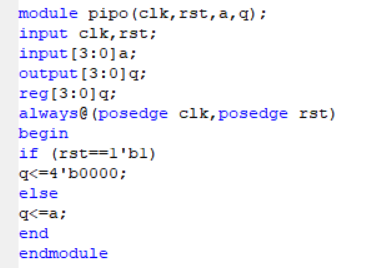 module pipo(clk,rst,a,q);
input clk,rst;
input[3:0]a;
output[3:0]q;
reg[3:0]q;
always@(posedge clk,posedge rst)
begin
if (rst==1'b1)
q<=4'b0000;
else
q<=a;
end
endmodule